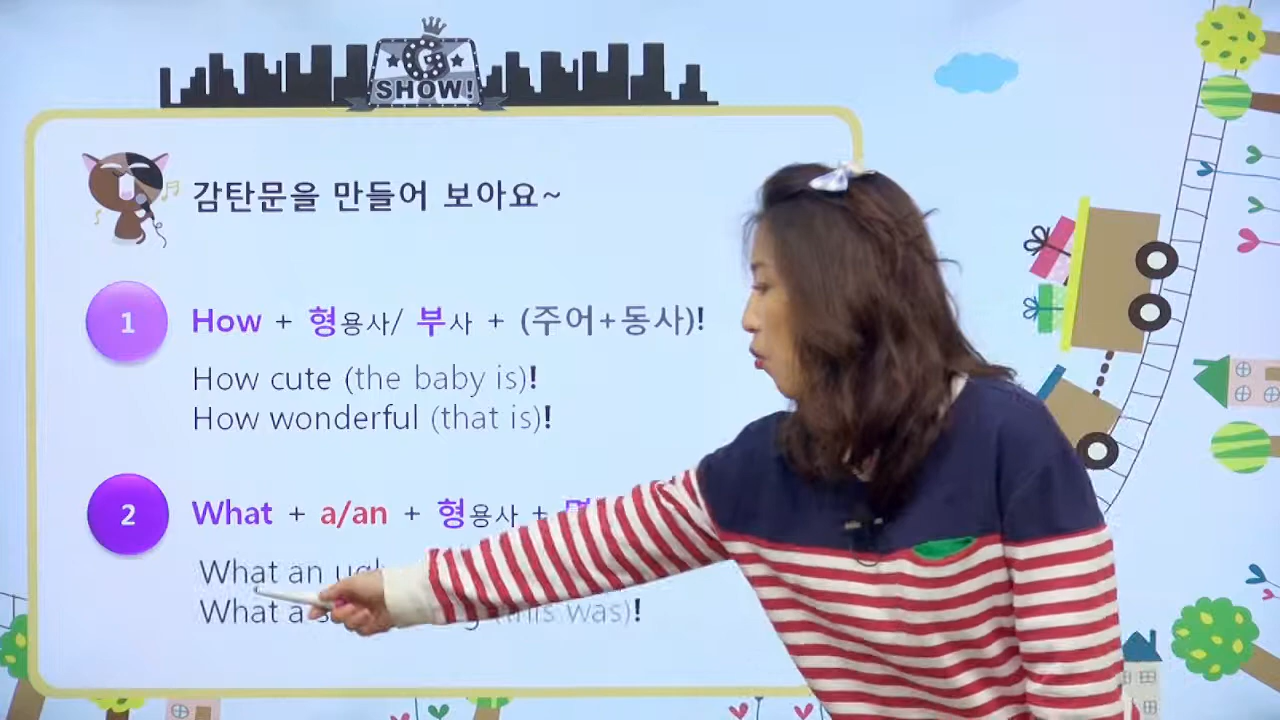 G
SHOW!
감탄문을 만들어 보아요~
1
How + 형용사/ 부사 + (주어+동사)!
How cute (the baby is)!
How wonderful (that is)!
2
What + a/an + 형용사 +
What an
What a (this was)!